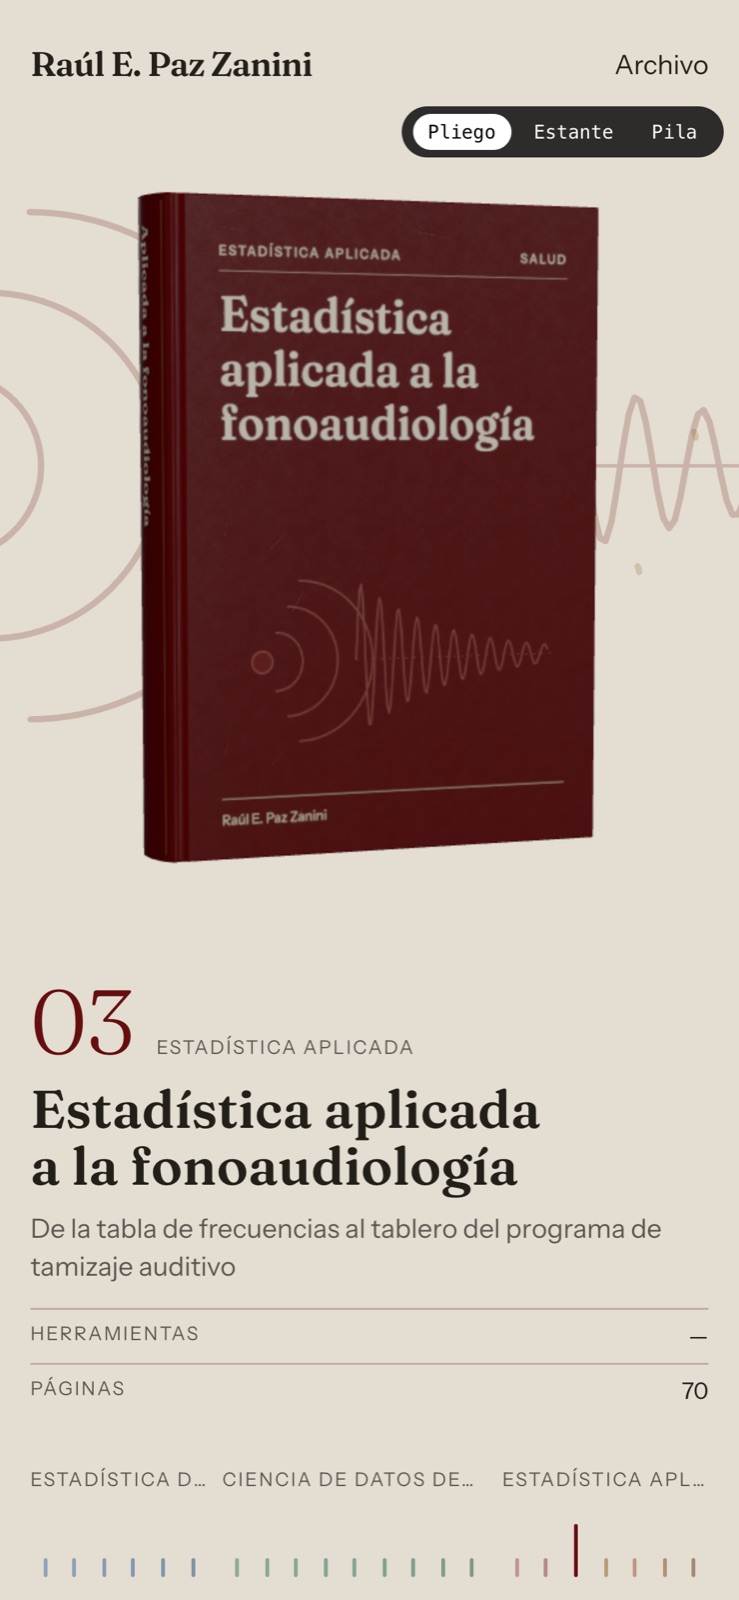 Raúl E. Paz Zanini
Archivo
Pliego
Estante
Pila
Aplicada a la fonoaudiología
ESTADÍSTICA APLICADA
SALUD
Estadística
aplicada a la
fonoaudiología
Raúl E. Paz Zanini
03
ESTADÍSTICA APLICADA
Estadística aplicada
a la fonoaudiología
De la tabla de frecuencias al tablero del programa de
tamizaje auditivo
HERRAMIENTAS
—
PÁGINAS
70
ESTADÍSTICA D…
CIENCIA DE DATOS DE…
ESTADÍSTICA APL…